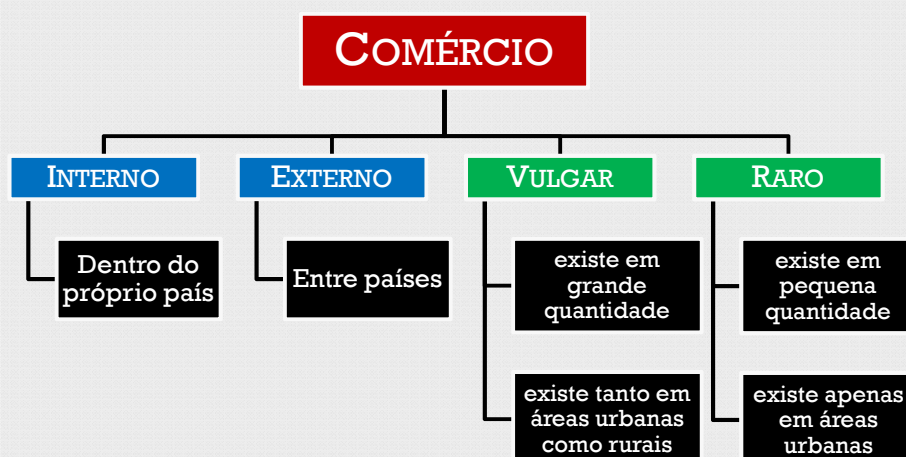 COMÉRCIO
INTERNO
Dentro do
próprio país
EXTERNO
Entre países
VULGAR
existe em
grande
quantidade
existe tanto em
áreas urbanas
como rurais
RARO
existe em
pequena
quantidade
existe apenas
em áreas
urbanas